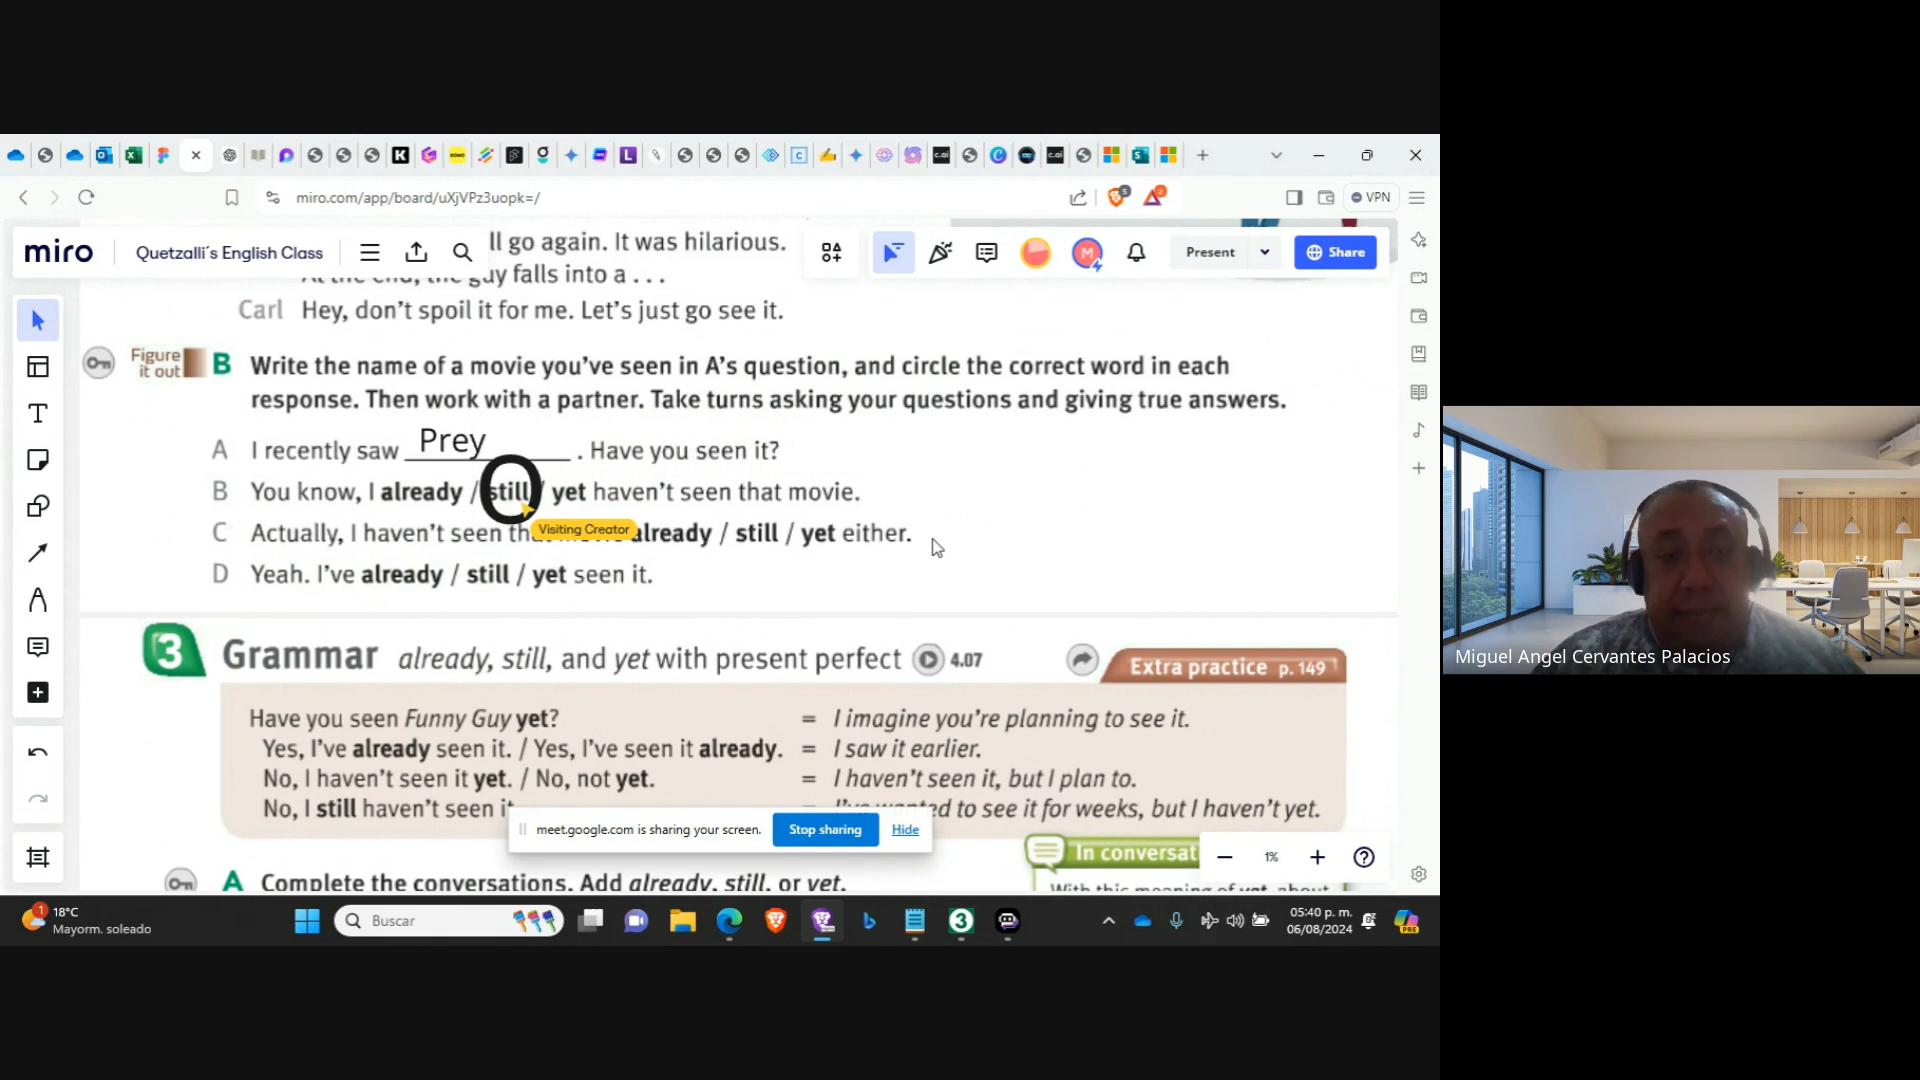 miro.com/app/board/uXjVPz3uopk=/
VPN
miro
Quetzalli´s English Class
Present
Share
ll go again. It was hilarious.
guy falls into a . . .
Carl Hey, don't spoil it for me. Let's just go see it.
Figure it out B Write the name of a movie you've seen in A's question, and circle the correct word in each
response. Then work with a partner. Take turns asking your questions and giving true answers.
A I recently saw Prey . Have you seen it?
B You know, I already / still / yet haven't seen that movie.
C Actually, I haven't seen already / still / yet either.
Visiting Creator
D Yeah. I've already / still / yet seen it.
3 Grammar already, still, and yet with present perfect 4.07
Extra practice p. 149
Have you seen Funny Guy yet? = I imagine you're planning to see it.
Yes, I've already seen it. / Yes, I've seen it already. = I saw it earlier.
No, I haven't seen it yet. / No, not yet. = I haven't seen it, but I plan to.
No, I still haven't seen it = I've wanted to see it for weeks, but I haven't yet.
meet.google.com is sharing your screen.
Stop sharing
Hide
In conversat
1%
A Complete the conversations. Add already, still, or yet.
With this meaning of yet, about
18°C
Mayorm. soleado
Buscar
05:40 p. m.
06/08/2024
Miguel Angel Cervantes Palacios